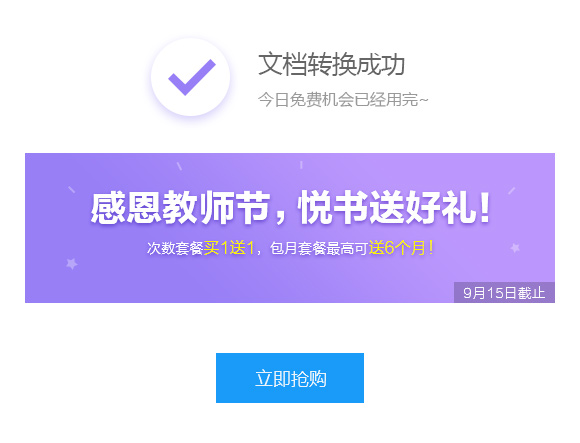 文档转换成功
今日免费机会已经用完~
感恩教师节，悦书送好礼！
次数套餐买1送1，包月套餐最高可送6个月！
9月15日截止
立即抢购